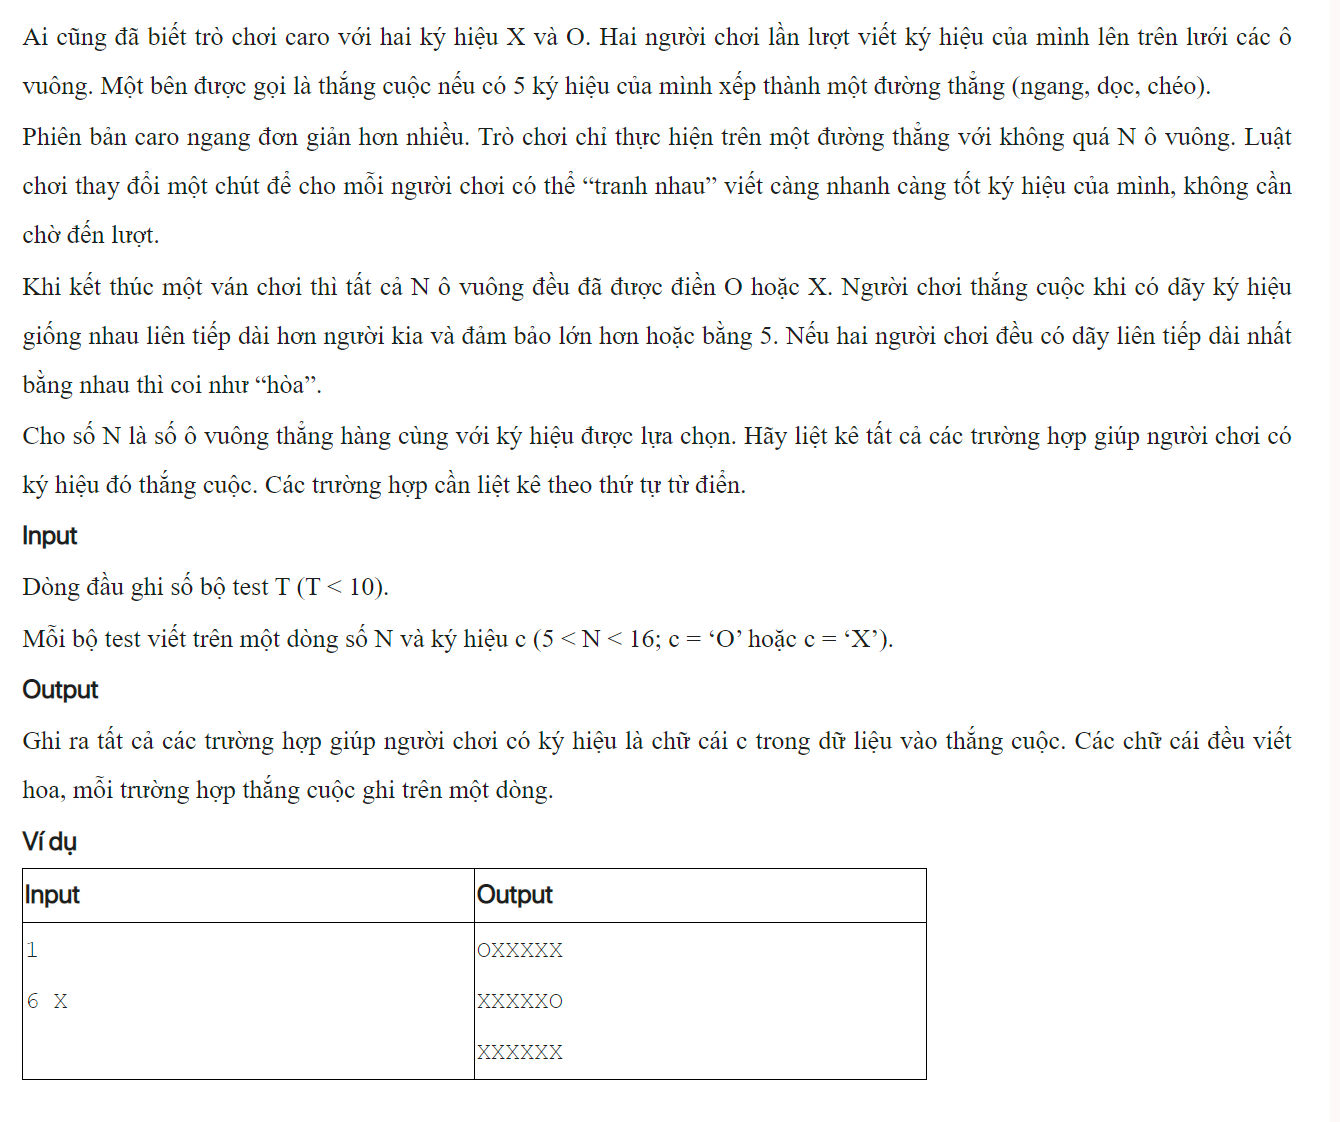 Ai cũng đã biết trò chơi caro với hai ký hiệu X và O. Hai người chơi lần lượt viết ký hiệu của mình lên trên lưới các ô
vuông. Một bên được gọi là thắng cuộc nếu có 5 ký hiệu của mình xếp thành một đường thẳng (ngang, dọc, chéo).
Phiên bản caro ngang đơn giản hơn nhiều. Trò chơi chỉ thực hiện trên một đường thẳng với không quá N ô vuông. Luật
chơi thay đổi một chút để cho mỗi người chơi có thể “tranh nhau” viết càng nhanh càng tốt ký hiệu của mình, không cần
chờ đến lượt.
Khi kết thúc một ván chơi thì tất cả N ô vuông đều đã được điền O hoặc X. Người chơi thắng cuộc khi có dãy ký hiệu
giống nhau liên tiếp dài hơn người kia và đảm bảo lớn hơn hoặc bằng 5. Nếu hai người chơi đều có dãy liên tiếp dài nhất
bằng nhau thì coi như “hòa”.
Cho số N là số ô vuông thẳng hàng cùng với ký hiệu được lựa chọn. Hãy liệt kê tất cả các trường hợp giúp người chơi có
ký hiệu đó thắng cuộc. Các trường hợp cần liệt kê theo thứ tự từ điển.
Input
Dòng đầu ghi số bộ test T (T < 10).
Mỗi bộ test viết trên một dòng số N và ký hiệu c (5 < N < 16; c = ‘O’ hoặc c = ‘X’).
Output
Ghi ra tất cả các trường hợp giúp người chơi có ký hiệu là chữ cái c trong dữ liệu vào thắng cuộc. Các chữ cái đều viết
hoa, mỗi trường hợp thắng cuộc ghi trên một dòng.
Ví dụ
Input Output
1 OXXXXX
6 X XXXXXO
XXXXXX